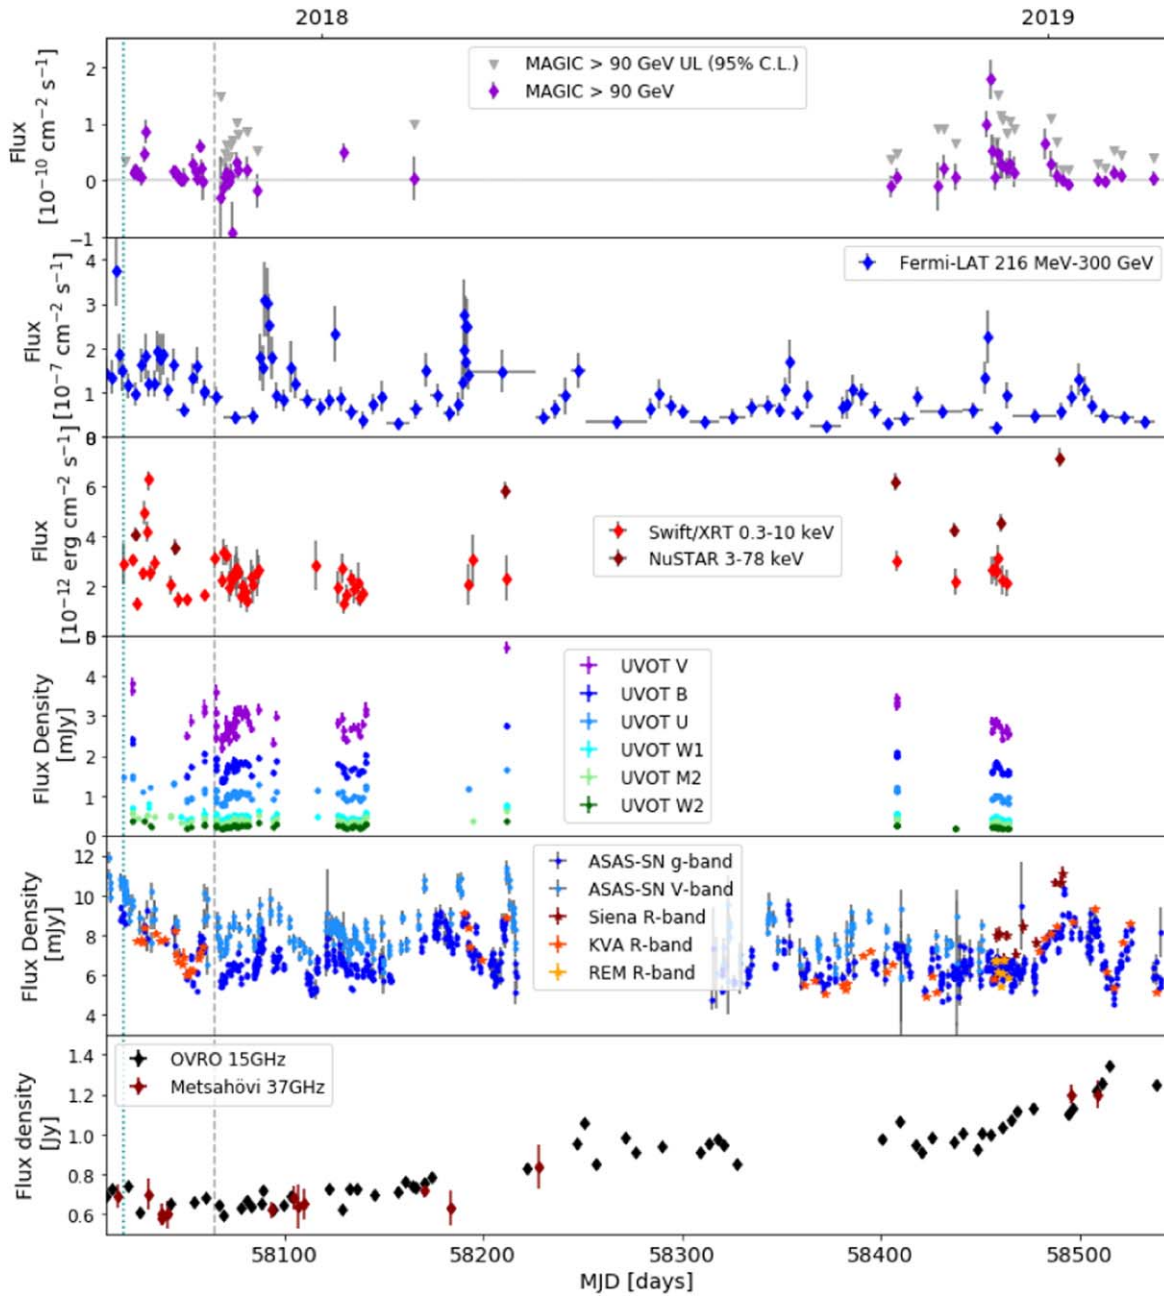 2018 2019
MAGIC > 90 GeV UL (95% C.L.)
MAGIC > 90 GeV
Flux
[10⁻¹⁰ cm⁻² s⁻¹]
2
1
0
−1
Fermi-LAT 216 MeV-300 GeV
Flux
[10⁻⁷ cm⁻² s⁻¹]
4
3
2
1
Swift/XRT 0.3-10 keV
NuSTAR 3-78 keV
Flux
[10⁻¹² erg cm⁻² s⁻¹]
6
4
2
UVOT V
UVOT B
UVOT U
UVOT W1
UVOT M2
UVOT W2
Flux Density
[mJy]
4
3
2
1
0
ASAS-SN g-band
ASAS-SN V-band
Siena R-band
KVA R-band
REM R-band
Flux Density
[mJy]
12
10
8
6
4
OVRO 15GHz
Metsahövi 37GHz
Flux density
[Jy]
1.4
1.2
1.0
0.8
0.6
58100 58200 58300 58400 58500
MJD [days]